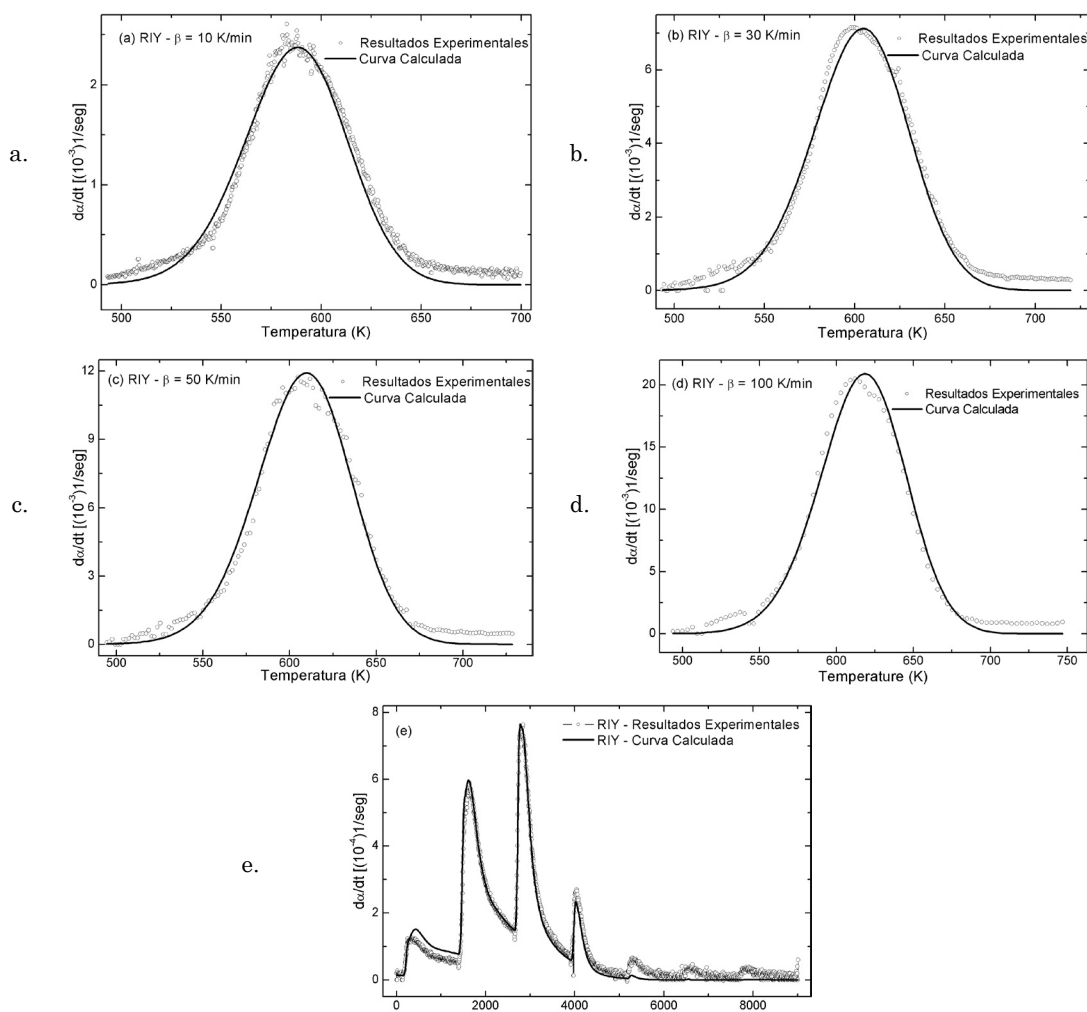 a.
(a) RIY - β = 10 K/min
Resultados Experimentales
Curva Calculada
dα/dt [(10⁻³)1/seg]
2
1
0
500 550 600 650 700
Temperatura (K)
b.
(b) RIY - β = 30 K/min
Resultados Experimentales
Curva Calculada
dα/dt [(10⁻³)1/seg]
6
4
2
0
500 550 600 650 700
Temperatura (K)
c.
(c) RIY - β = 50 K/min
Resultados Experimentales
Curva Calculada
dα/dt [(10⁻³)1/seg]
12
9
6
3
0
500 550 600 650 700
Temperatura (K)
d.
(d) RIY - β = 100 K/min
Resultados Experimentales
Curva Calculada
dα/dt [(10⁻³)1/seg]
20
15
10
5
0
500 550 600 650 700 750
Temperature (K)
e.
(e)
RIY - Resultados Experimentales
RIY - Curva Calculada
dα/dt [(10⁻⁴)1/seg]
8
6
4
2
0
0 2000 4000 6000 8000